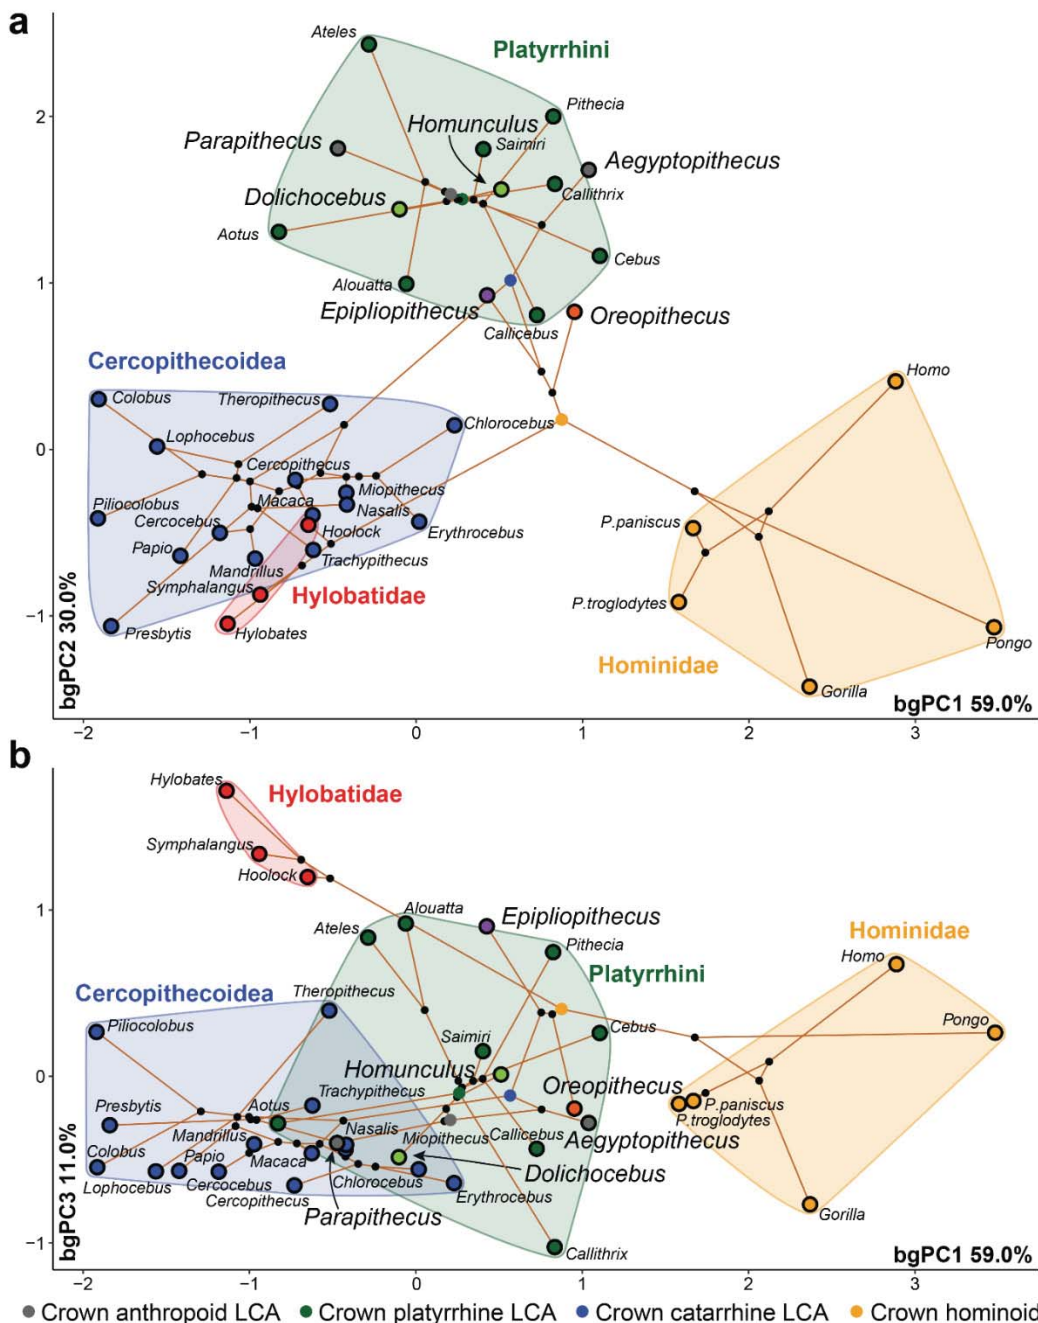 a
Ateles
Platyrrhini
2
Pithecia
Homunculus
Parapithecus
Saimiri
Aegyptopithecus
Dolichocebus
Callithrix
Aotus
Cebus
1
Alouatta
Epipliopithecus
Oreopithecus
Callicebus
Cercopithecoidea
Homo
Colobus
Theropithecus
Chlorocebus
Lophocebus
0
Cercopithecus
Miopithecus
Piliocolobus
Macaca
Nasalis
Cercocebus
P.paniscus
Hoolock
Erythrocebus
Papio
Trachypithecus
Mandrillus
Symphalangus
Hylobatidae
P.troglodytes
−1
Presbytis
Hylobates
Pongo
Hominidae
Gorilla
bgPC2 30.0%
bgPC1 59.0%
−2 −1 0 1 2 3
b
Hylobates
Hylobatidae
Symphalangus
Hoolock
1
Alouatta
Epipliopithecus
Ateles
Pithecia
Hominidae
Homo
Platyrrhini
Cercopithecoidea
Theropithecus
Piliocolobus
Cebus
Pongo
Saimiri
0
Homunculus
Trachypithecus
Oreopithecus
P.paniscus
Presbytis
Aotus
P.troglodytes
Mandrillus
Nasalis
Miopithecus
Callicebus
Aegyptopithecus
Colobus
Papio
Macaca
Dolichocebus
Lophocebus
Cercocebus
Chlorocebus
Erythrocebus
Cercopithecus
Parapithecus
Gorilla
−1
Callithrix
bgPC3 11.0%
bgPC1 59.0%
−2 −1 0 1 2 3
Crown anthropoid LCA Crown platyrrhine LCA Crown catarrhine LCA Crown hominoid